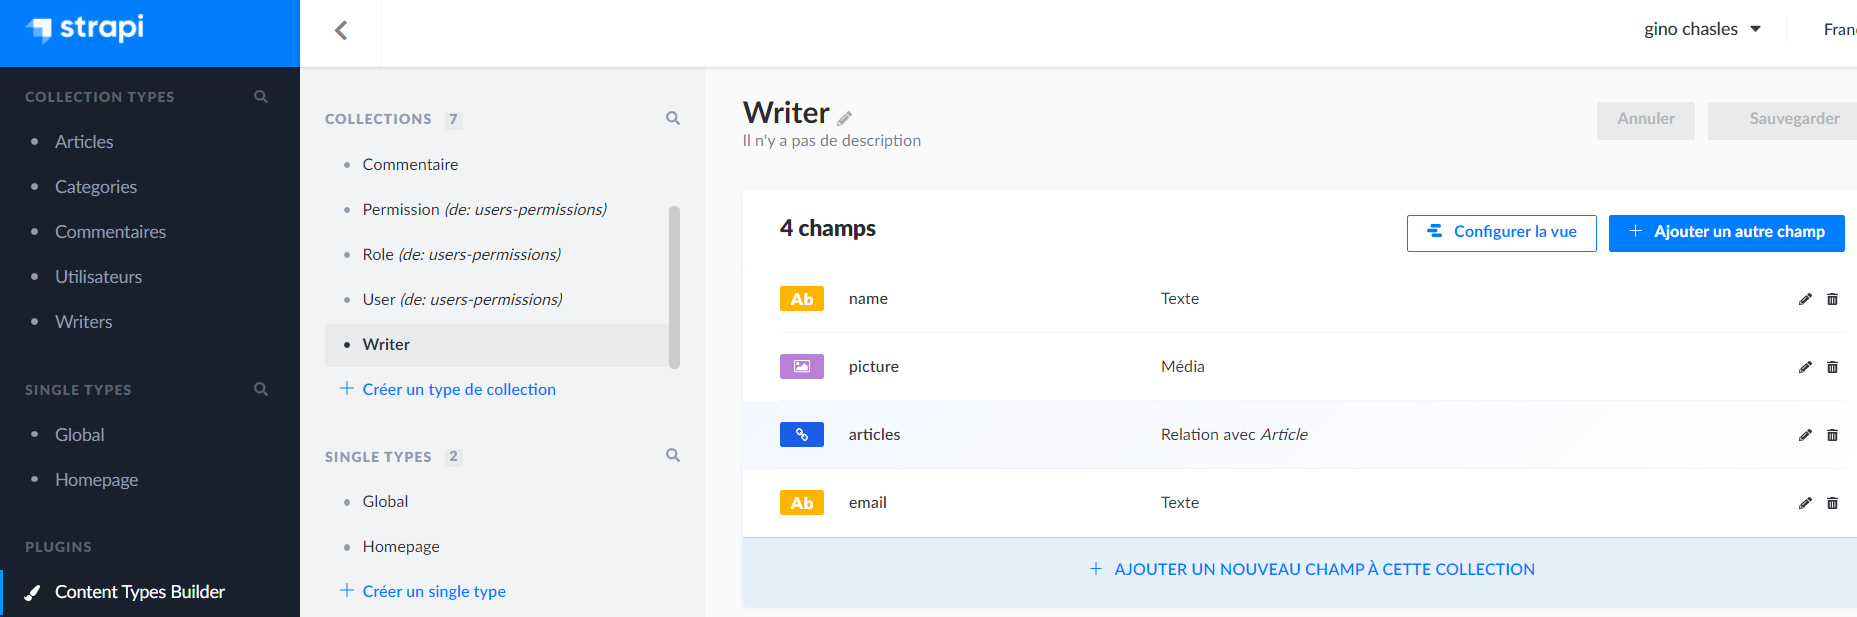 strapi
gino chasles
Fran
COLLECTION TYPES
Articles
Categories
Commentaires
Utilisateurs
Writers
SINGLE TYPES
Global
Homepage
PLUGINS
Content Types Builder
COLLECTIONS 7
Commentaire
Permission (de: users-permissions)
Role (de: users-permissions)
User (de: users-permissions)
Writer
+ Créer un type de collection
SINGLE TYPES 2
Global
Homepage
+ Créer un single type
Writer
Il n'y a pas de description
Annuler
Sauvegarder
4 champs
Configurer la vue
+ Ajouter un autre champ
Ab name Texte
picture Média
articles Relation avec Article
Ab email Texte
+ AJOUTER UN NOUVEAU CHAMP À CETTE COLLECTION